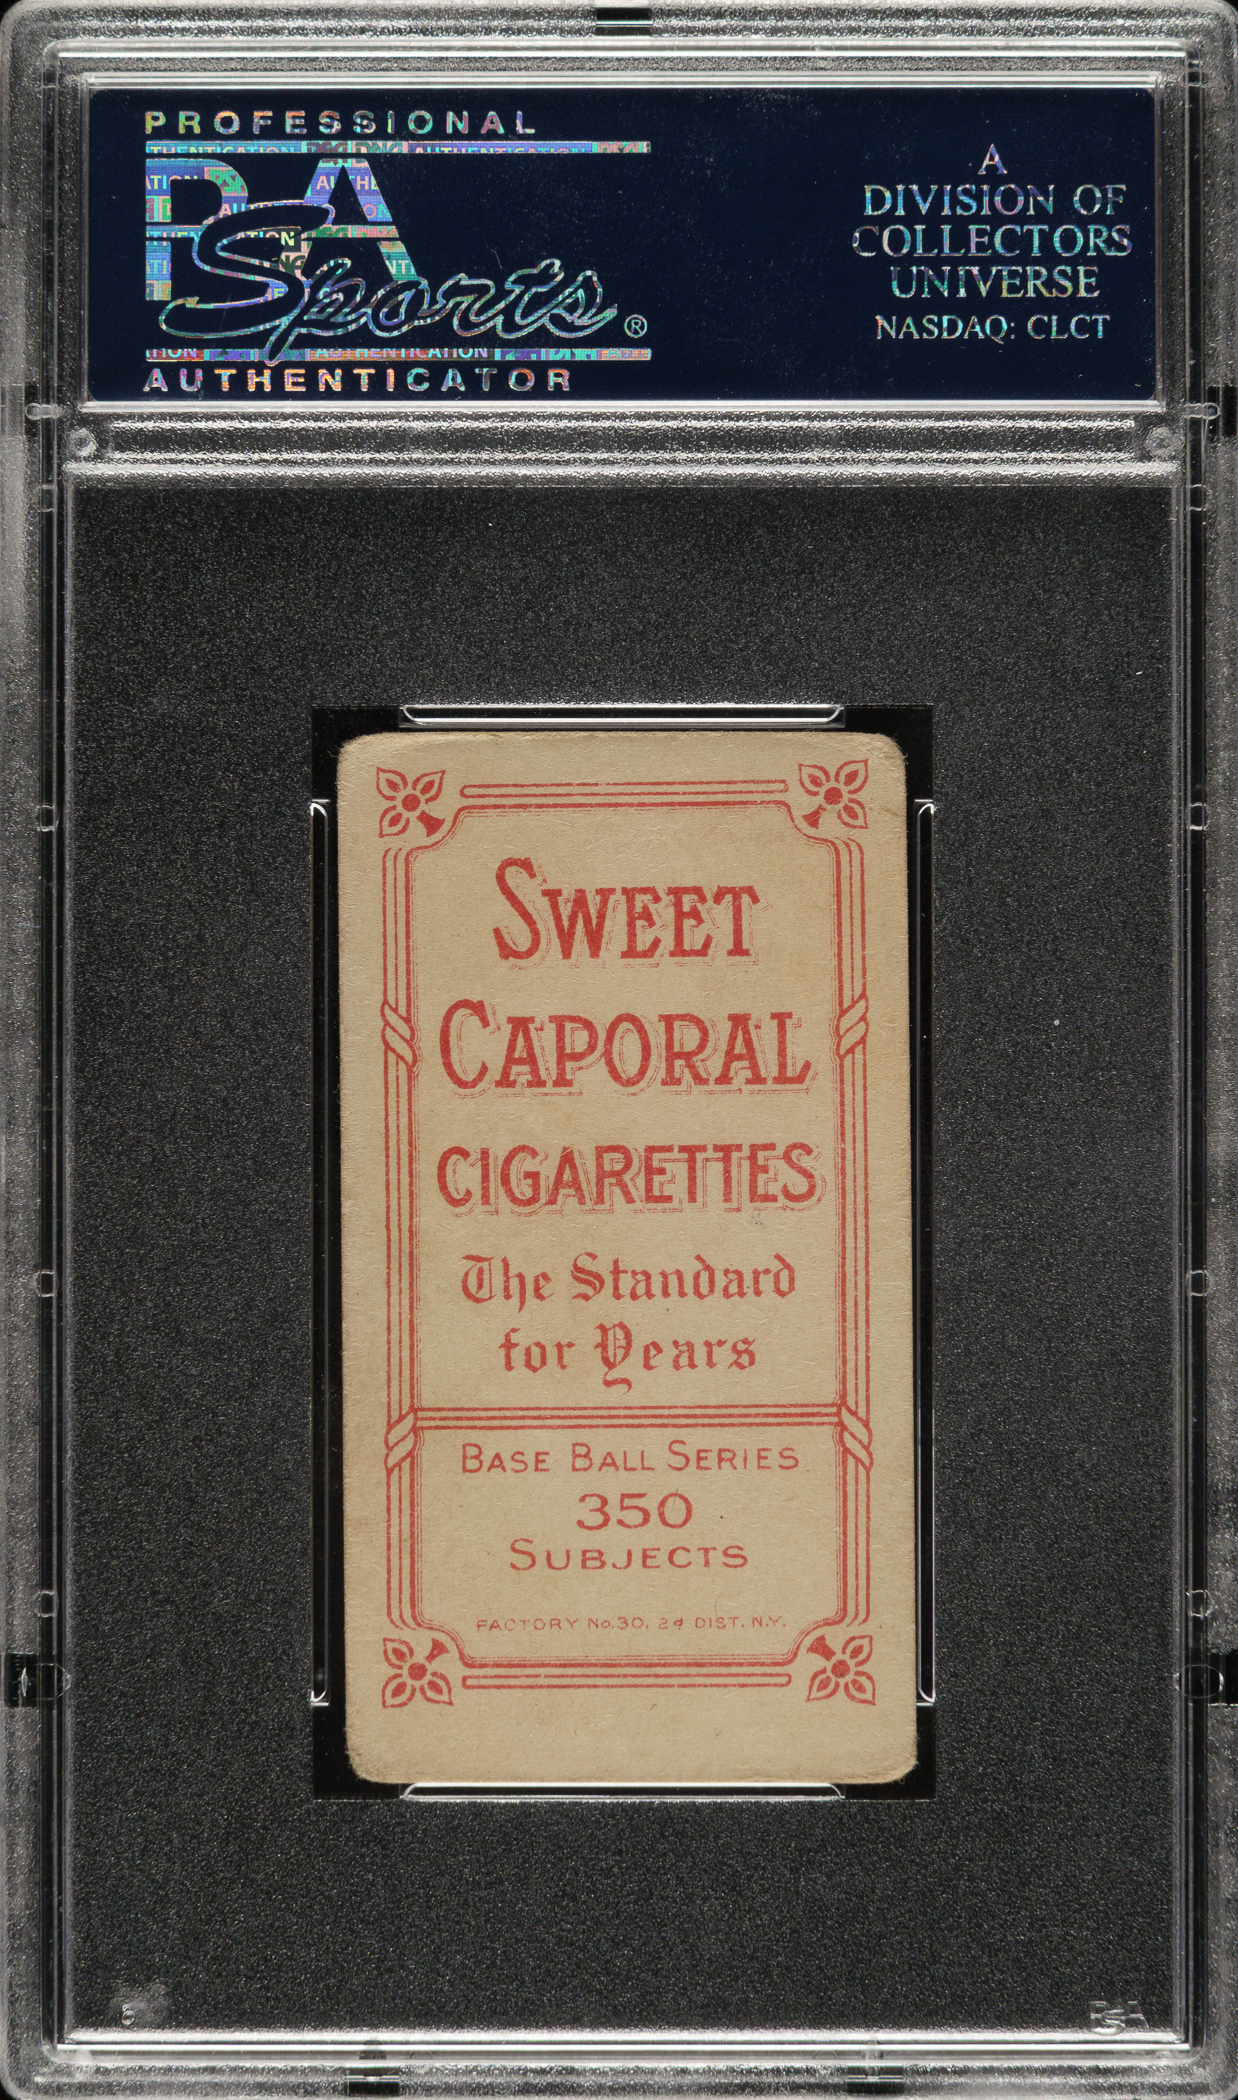 PROFESSIONAL
PSA
Sports®
AUTHENTICATOR
A
DIVISION OF
COLLECTORS
UNIVERSE
NASDAQ: CLCT
SWEET
CAPORAL
CIGARETTES
The Standard
for Years
BASE BALL SERIES
350
SUBJECTS
FACTORY No. 30, 2d DIST. N.Y.
PSA